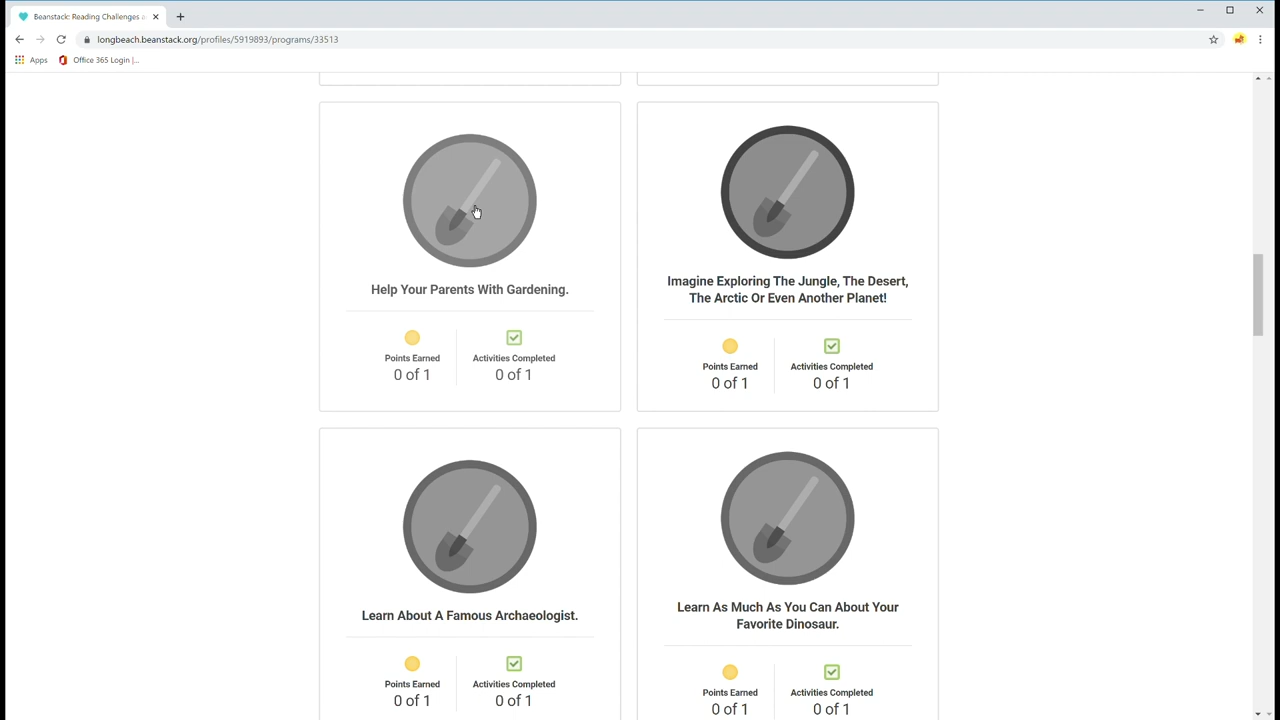 Beanstack: Reading Challenges a
longbeach.beanstack.org/profiles/5919893/programs/33513
Apps
Office 365 Login |...
Help Your Parents With Gardening.
Points Earned
0 of 1
Activities Completed
0 of 1
Imagine Exploring The Jungle, The Desert,
The Arctic Or Even Another Planet!
Points Earned
0 of 1
Activities Completed
0 of 1
Learn About A Famous Archaeologist.
Points Earned
0 of 1
Activities Completed
0 of 1
Learn As Much As You Can About Your
Favorite Dinosaur.
Points Earned
0 of 1
Activities Completed
0 of 1